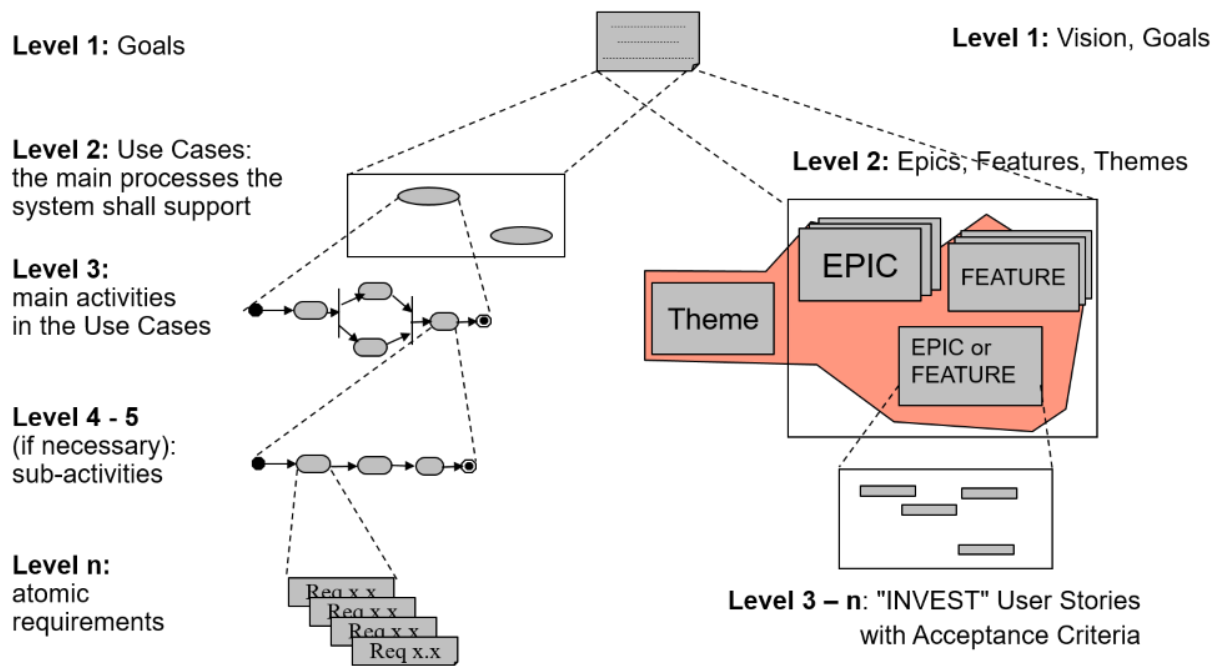 Level 1: Goals
Level 1: Vision, Goals
Level 2: Use Cases:
the main processes the
system shall support
Level 2: Epics, Features, Themes
Level 3:
main activities
in the Use Cases
EPIC
FEATURE
Theme
EPIC or
FEATURE
Level 4 - 5
(if necessary):
sub-activities
Level n:
atomic
requirements
Req x.x
Req x.x
Req x.x
Req x.x
Level 3 – n: "INVEST" User Stories
with Acceptance Criteria